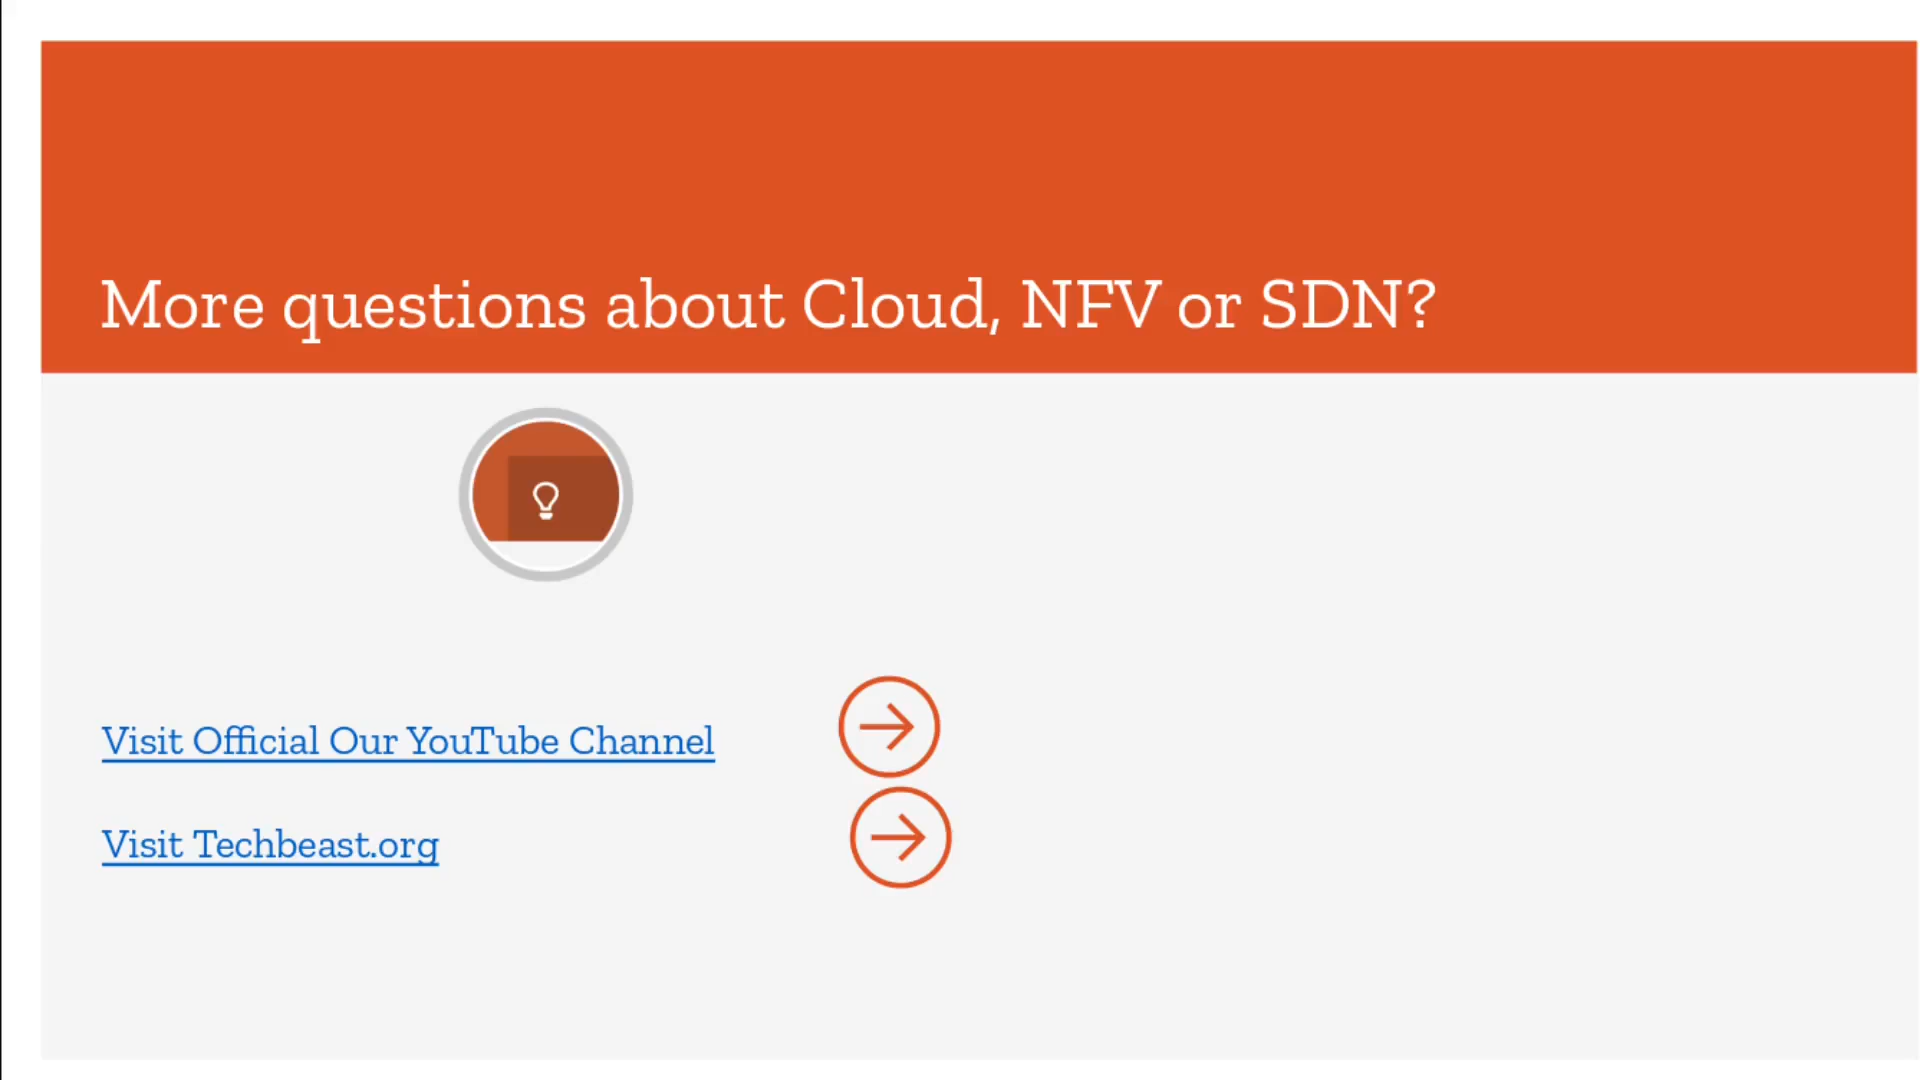 More questions about Cloud, NFV or SDN?
Visit Official Our YouTube Channel
Visit Techbeast.org